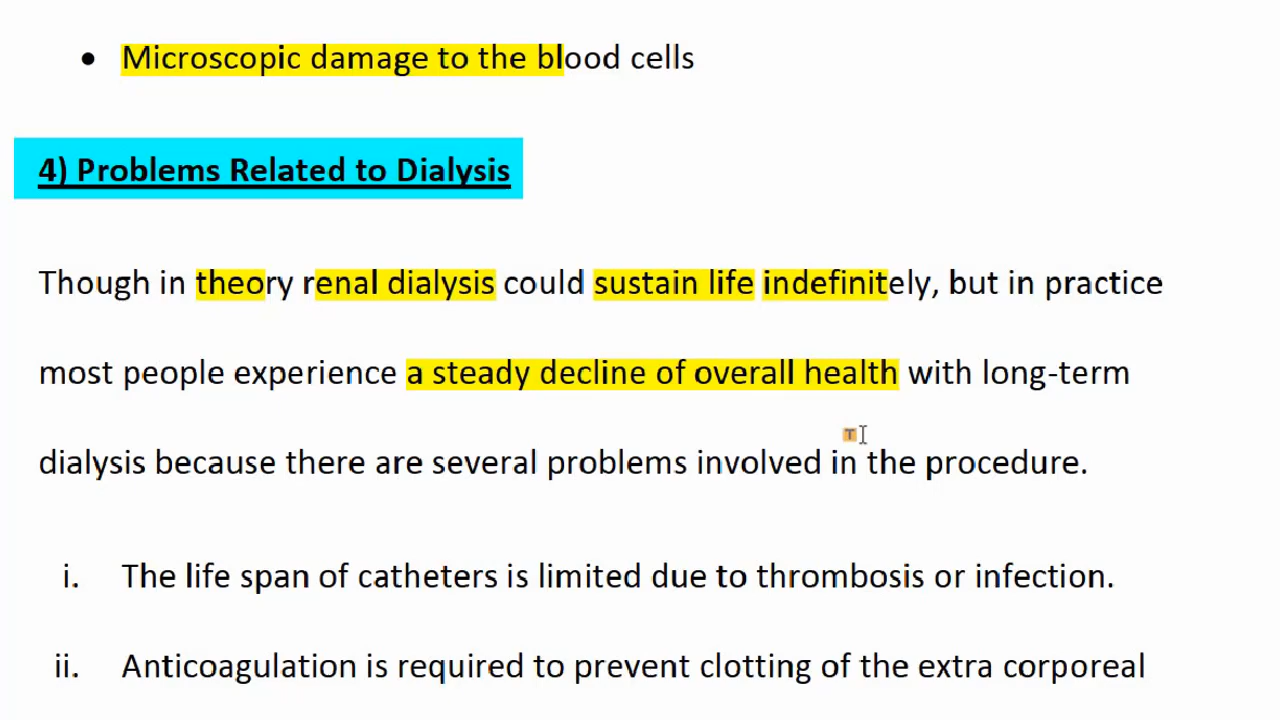 • Microscopic damage to the blood cells
4) Problems Related to Dialysis
Though in theory renal dialysis could sustain life indefinitely, but in practice
most people experience a steady decline of overall health with long-term
dialysis because there are several problems involved in the procedure.
i. The life span of catheters is limited due to thrombosis or infection.
ii. Anticoagulation is required to prevent clotting of the extra corporeal